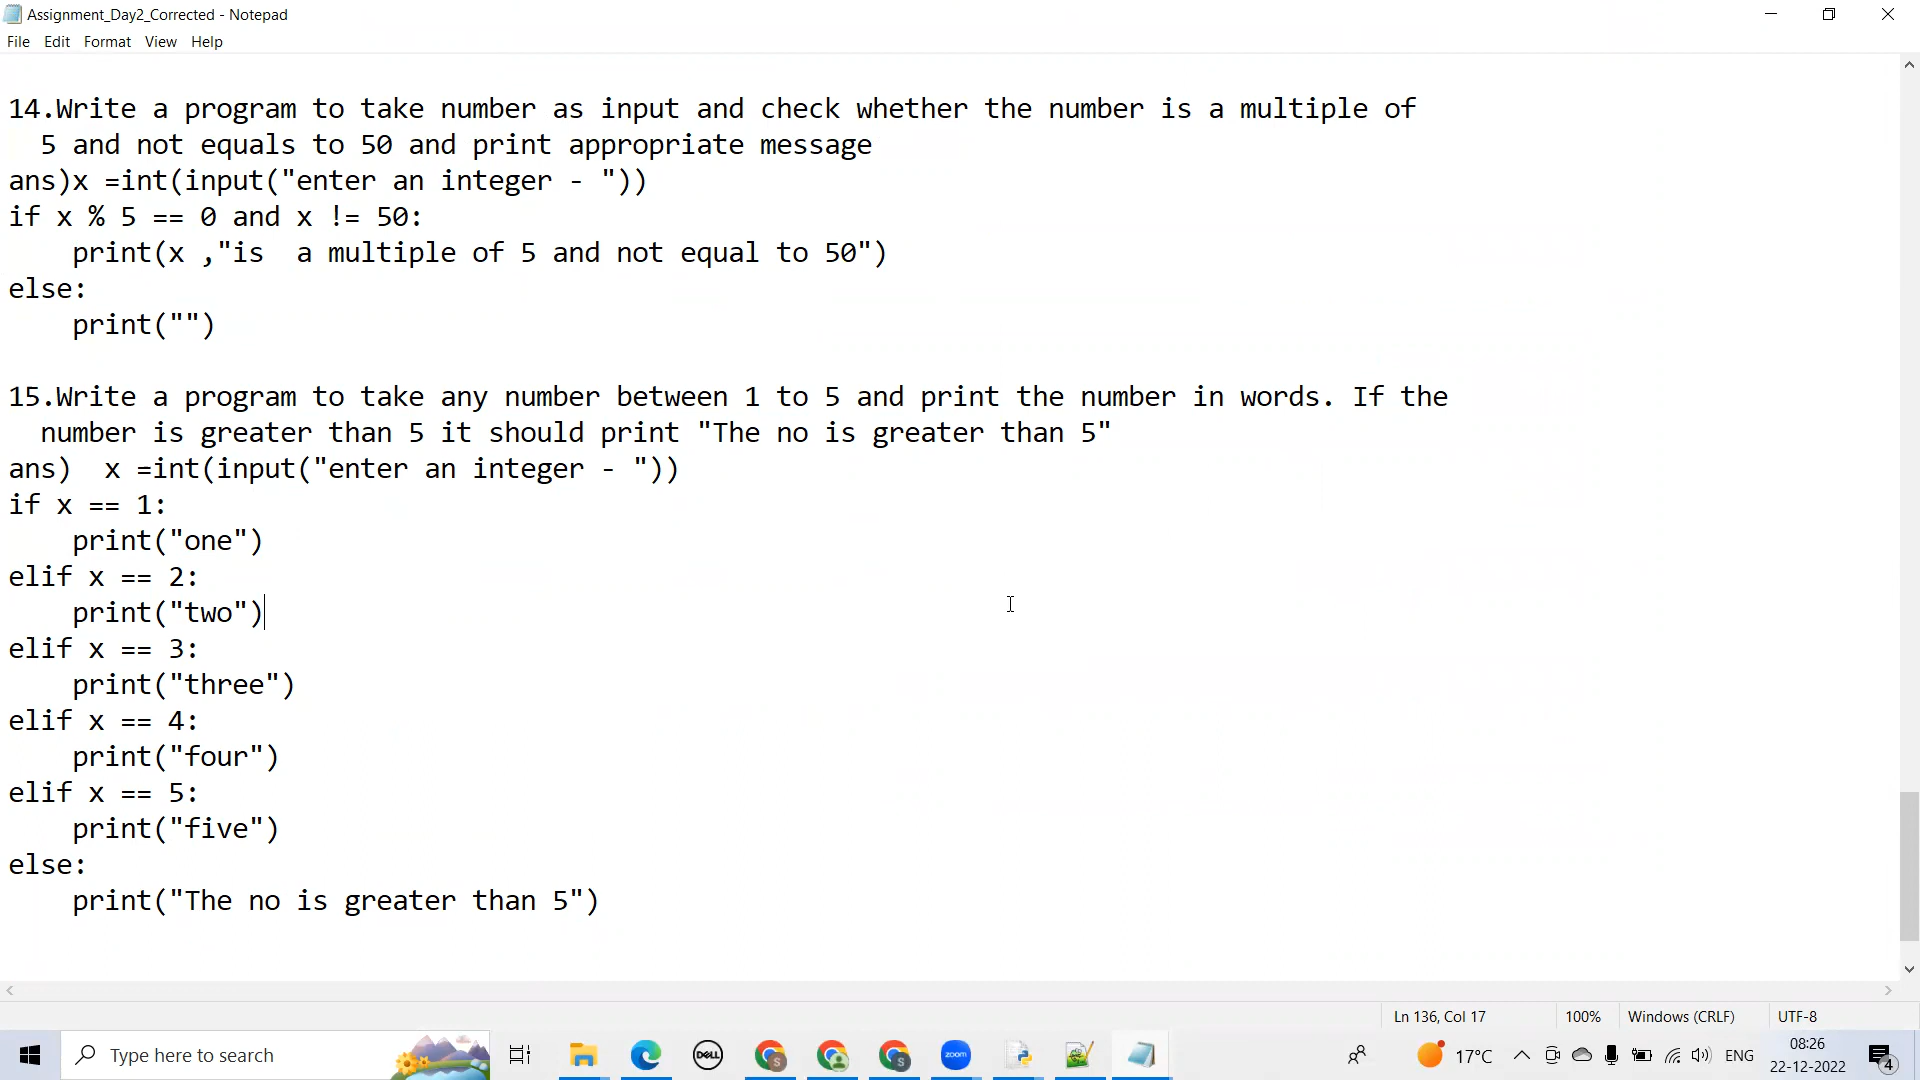 Assignment_Day2_Corrected - Notepad
File Edit Format View Help
14.Write a program to take number as input and check whether the number is a multiple of
  5 and not equals to 50 and print appropriate message
ans)x =int(input("enter an integer - "))
if x % 5 == 0 and x != 50:
    print(x ,"is  a multiple of 5 and not equal to 50")
else:
    print("")
15.Write a program to take any number between 1 to 5 and print the number in words. If the
  number is greater than 5 it should print "The no is greater than 5"
ans)  x =int(input("enter an integer - "))
if x == 1:
    print("one")
elif x == 2:
    print("two")
elif x == 3:
    print("three")
elif x == 4:
    print("four")
elif x == 5:
    print("five")
else:
    print("The no is greater than 5")
Ln 136, Col 17 100% Windows (CRLF) UTF-8
Type here to search
DELL
S
S
zoom
17°C
ENG
08:26
22-12-2022
4